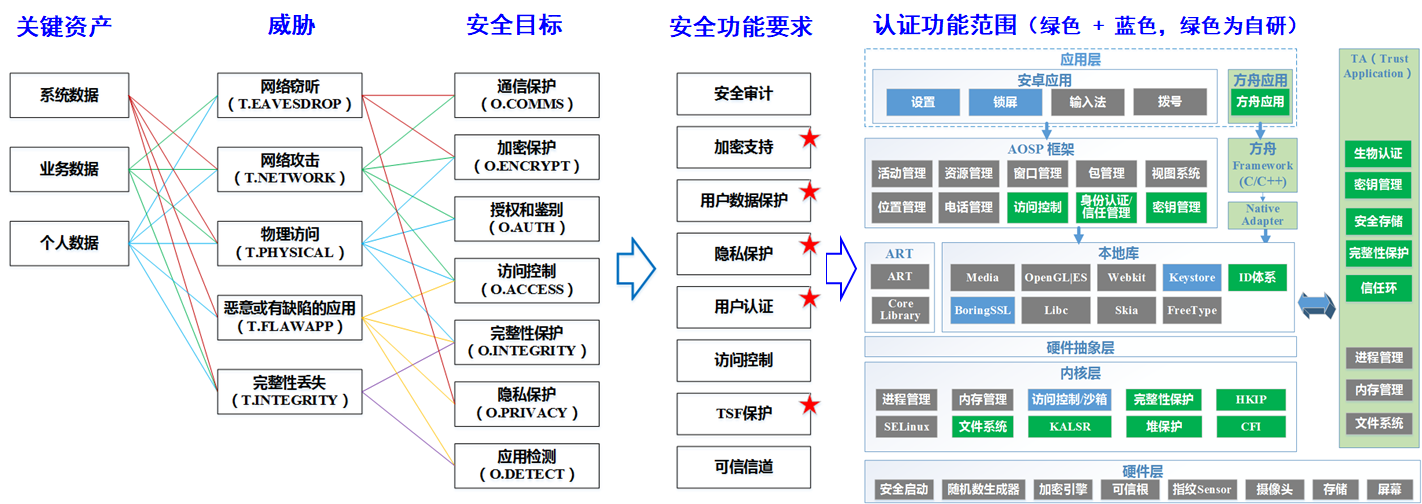 关键资产
威胁
安全目标
安全功能要求
认证功能范围（绿色 + 蓝色，绿色为自研）
系统数据
业务数据
个人数据
网络窃听
（T.EAVESDROP）
网络攻击
（T.NETWORK）
物理访问
（T.PHYSICAL）
恶意或有缺陷的应用
（T.FLAWAPP）
完整性丢失
（T.INTEGRITY）
通信保护
（O.COMMS）
加密保护
（O.ENCRYPT）
授权和鉴别
（O.AUTH）
访问控制
（O.ACCESS）
完整性保护
（O.INTEGRITY）
隐私保护
（O.PRIVACY）
应用检测
（O.DETECT）
安全审计
加密支持
用户数据保护
隐私保护
用户认证
访问控制
TSF保护
可信信道
应用层
安卓应用
设置
锁屏
输入法
拨号
方舟应用
方舟应用
AOSP 框架
活动管理
资源管理
窗口管理
包管理
视图系统
位置管理
电话管理
访问控制
身份认证/
信任管理
密钥管理
方舟
Framework
(C/C++)
Native
Adapter
ART
ART
Core
Library
本地库
Media
OpenGL|ES
Webkit
Keystore
ID体系
BoringSSL
Libc
Skia
FreeType
硬件抽象层
内核层
进程管理
内存管理
访问控制/沙箱
完整性保护
HKIP
SELinux
文件系统
KALSR
堆保护
CFI
硬件层
安全启动
随机数生成器
加密引擎
可信根
指纹Sensor
摄像头
存储
屏幕
TA（Trust
Application）
生物认证
密钥管理
安全存储
完整性保护
信任环
进程管理
内存管理
文件系统